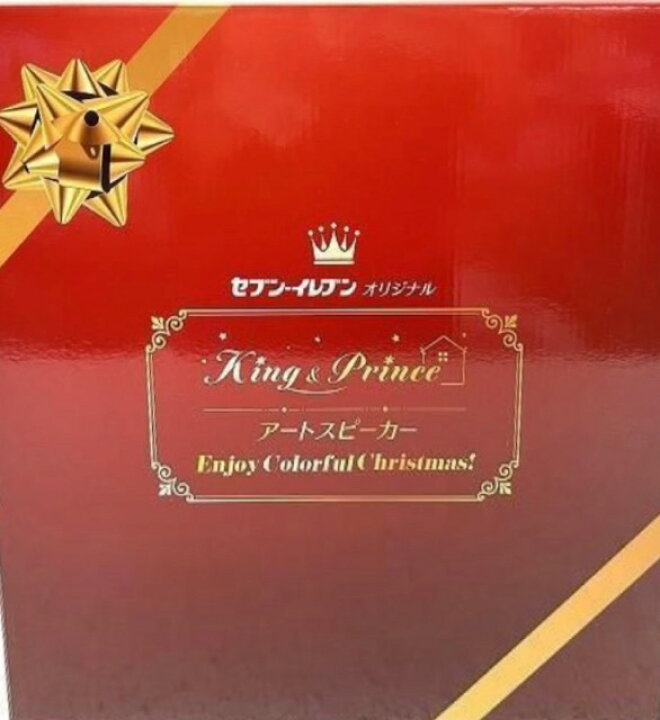 セブン-イレブン オリジナル
King & Prince
アートスピーカー
Enjoy Colorful Christmas!